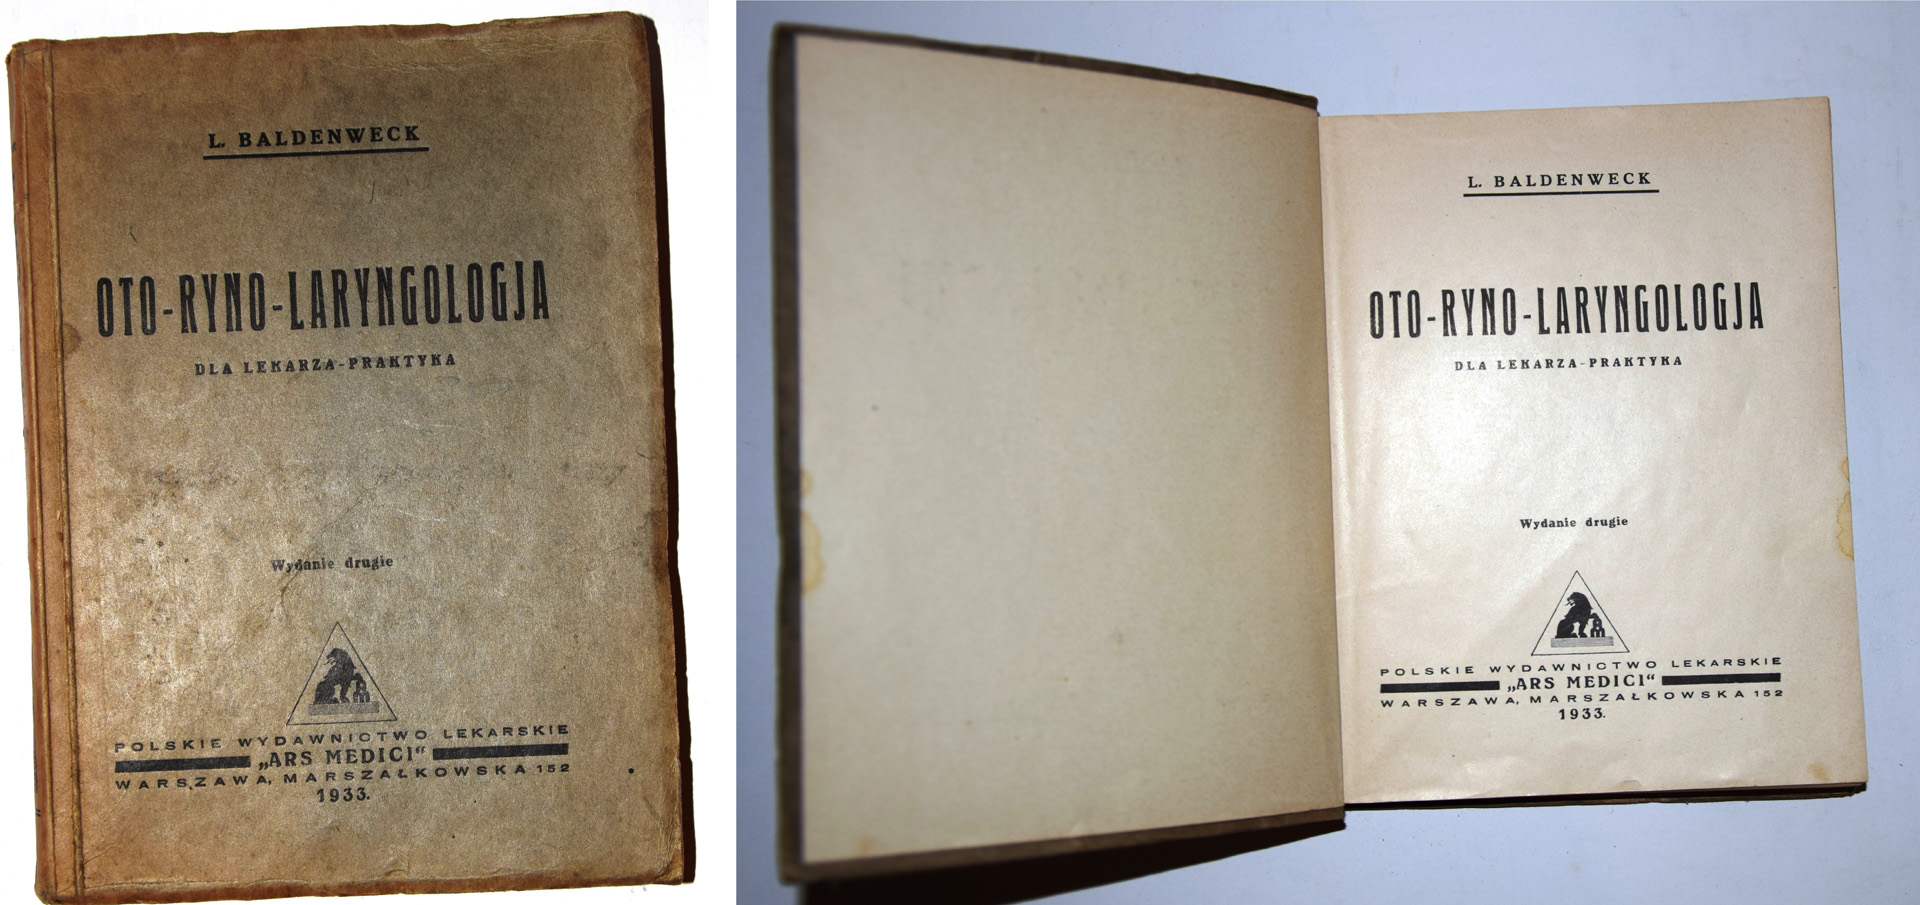 L. BALDENWECK
OTO-RYNO-LARYNGOLOGJA
DLA LEKARZA-PRAKTYKA
Wydanie drugie
POLSKIE WYDAWNICTWO LEKARSKIE
„ARS MEDICI“
WARSZAWA, MARSZAŁKOWSKA 152
1933.
L. BALDENWECK
OTO-RYNO-LARYNGOLOGJA
DLA LEKARZA-PRAKTYKA
Wydanie drugie
POLSKIE WYDAWNICTWO LEKARSKIE
„ARS MEDICI“
WARSZAWA, MARSZAŁKOWSKA 152
1933.